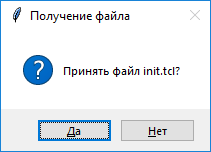 Получение файла
Принять файл init.tcl?
Да
Нет